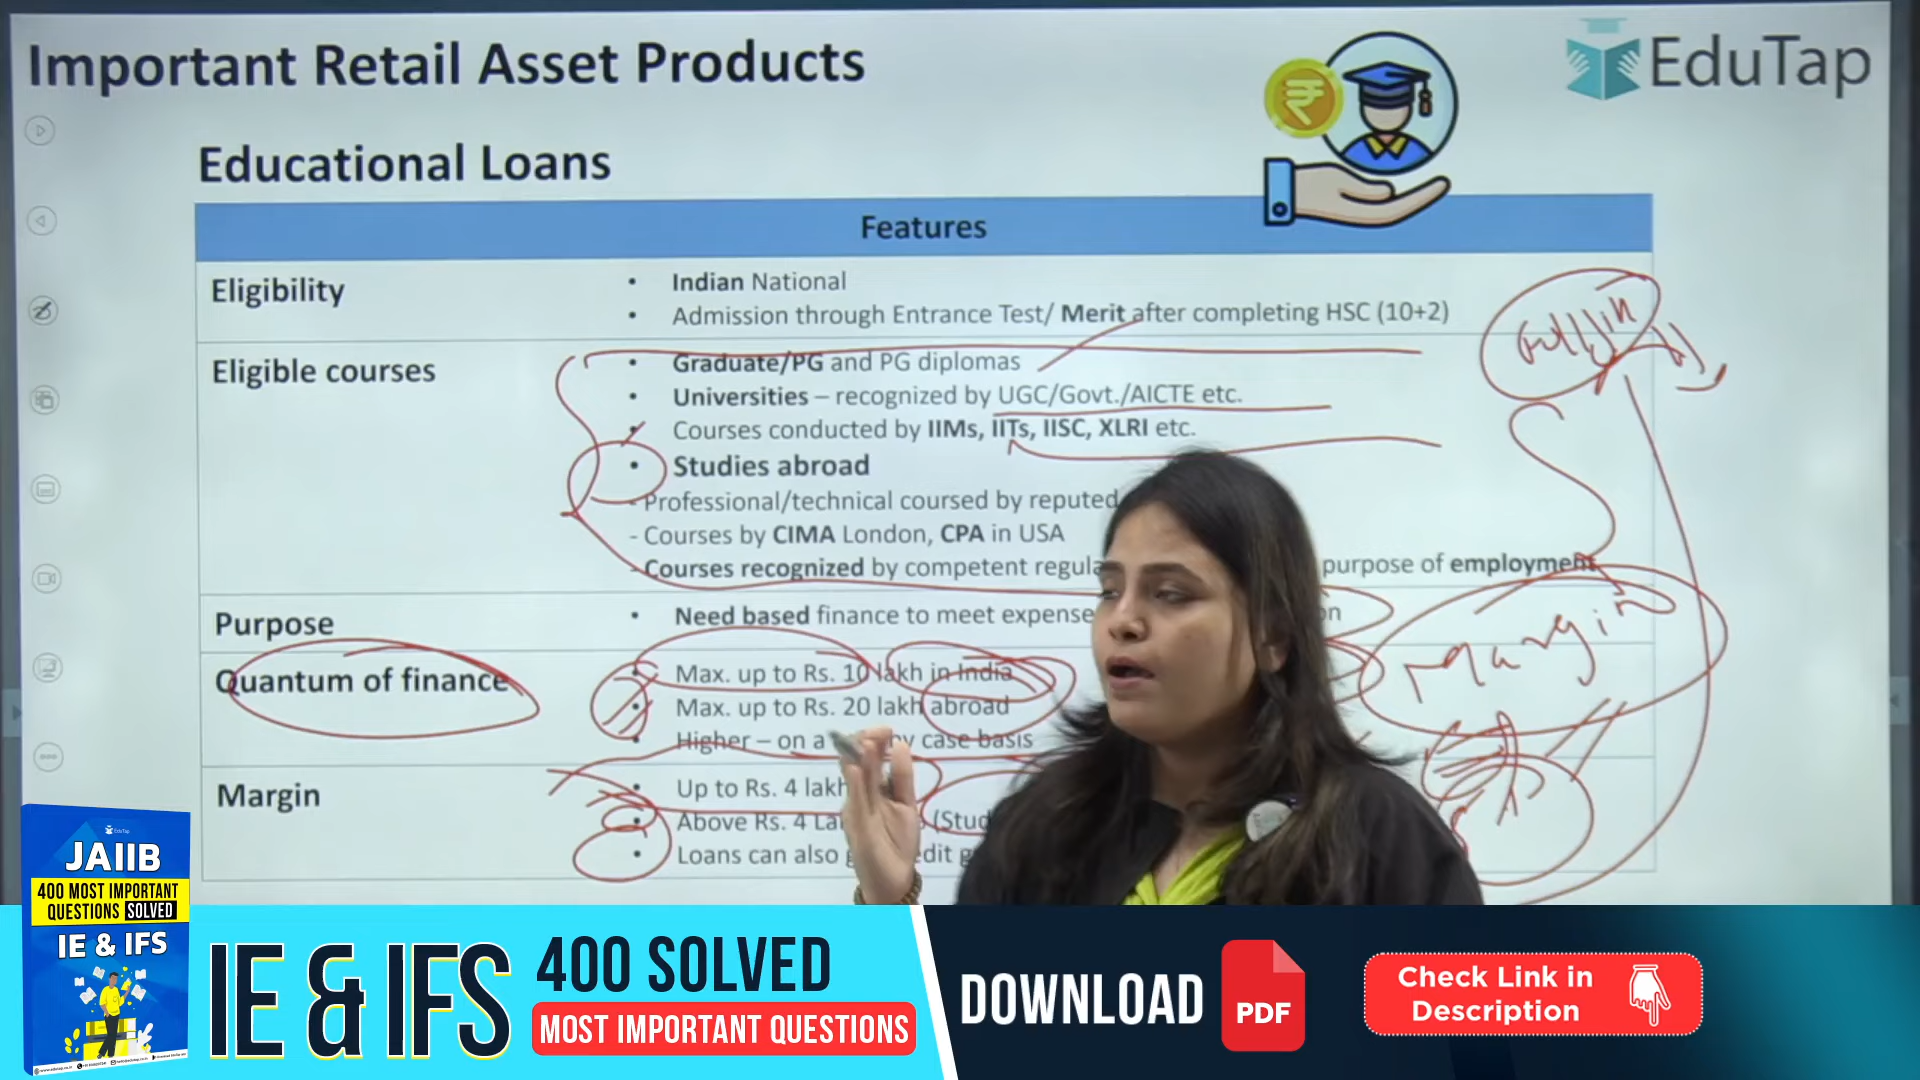 Important Retail Asset Products
EduTap
Educational Loans
Features
Eligibility
• Indian National
• Admission through Entrance Test/ Merit after completing HSC (10+2)
Eligible courses
• Graduate/PG and PG diplomas
• Universities – recognized by UGC/Govt./AICTE etc.
• Courses conducted by IIMs, IITs, IISC, XLRI etc.
• Studies abroad
- Professional/technical coursed by reputed
- Courses by CIMA London, CPA in USA
- Courses recognized by competent purpose of employment
Purpose
• Need based finance to meet
Quantum of finance
• Max. up to Rs. 10 lakh in India
• Max. up to Rs. 20 lakh abroad
• Higher – on a case basis
Margin
• Up to Rs. 4 lakh
• Above Rs. 4
• Loans can also
margin
EduTap
JAIIB
400 MOST IMPORTANT
QUESTIONS SOLVED
IE & IFS
IE & IFS
400 SOLVED
MOST IMPORTANT QUESTIONS
DOWNLOAD
PDF
Check Link in
Description